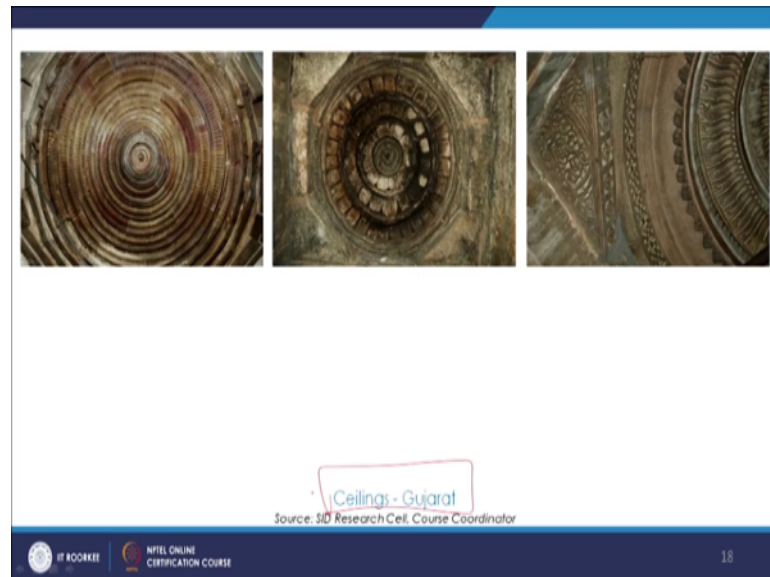 Ceilings - Gujarat
Source: SID Research Cell, Course Coordinator
IIT ROORKEE
NPTEL ONLINE
CERTIFICATION COURSE
18